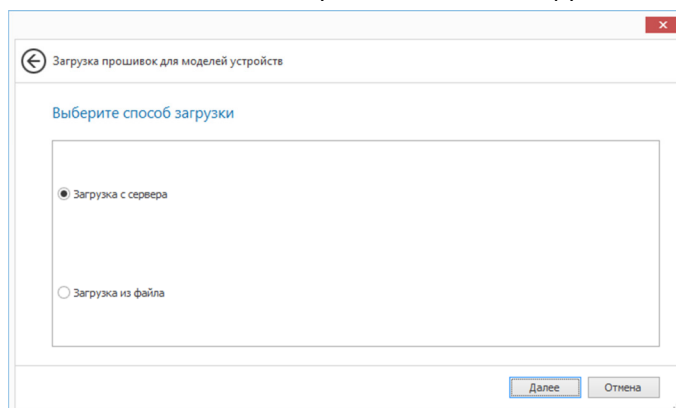 Загрузка прошивок для моделей устройств
Выберите способ загрузки
Загрузка с сервера
Загрузка из файла
Далее Отмена